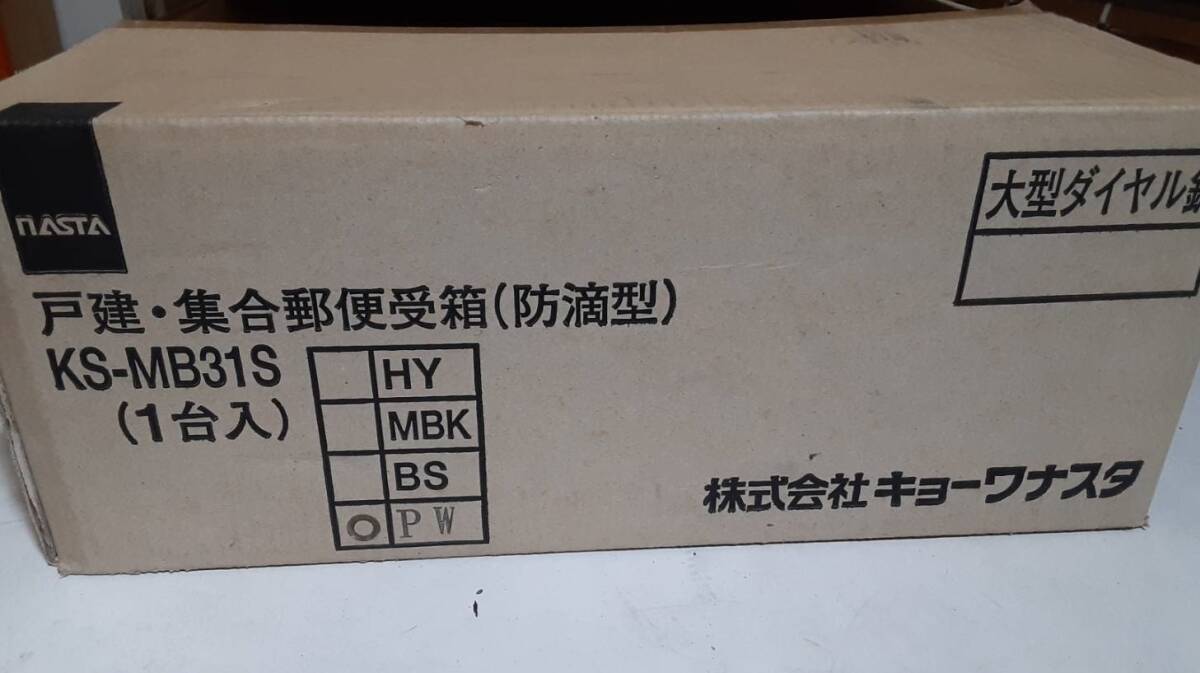 NASTA
大型ダイヤル錠
戸建・集合郵便受箱(防滴型)
KS-MB31S
(1台入)
HY
MBK
BS
○ PW
株式会社キョーワナスタ